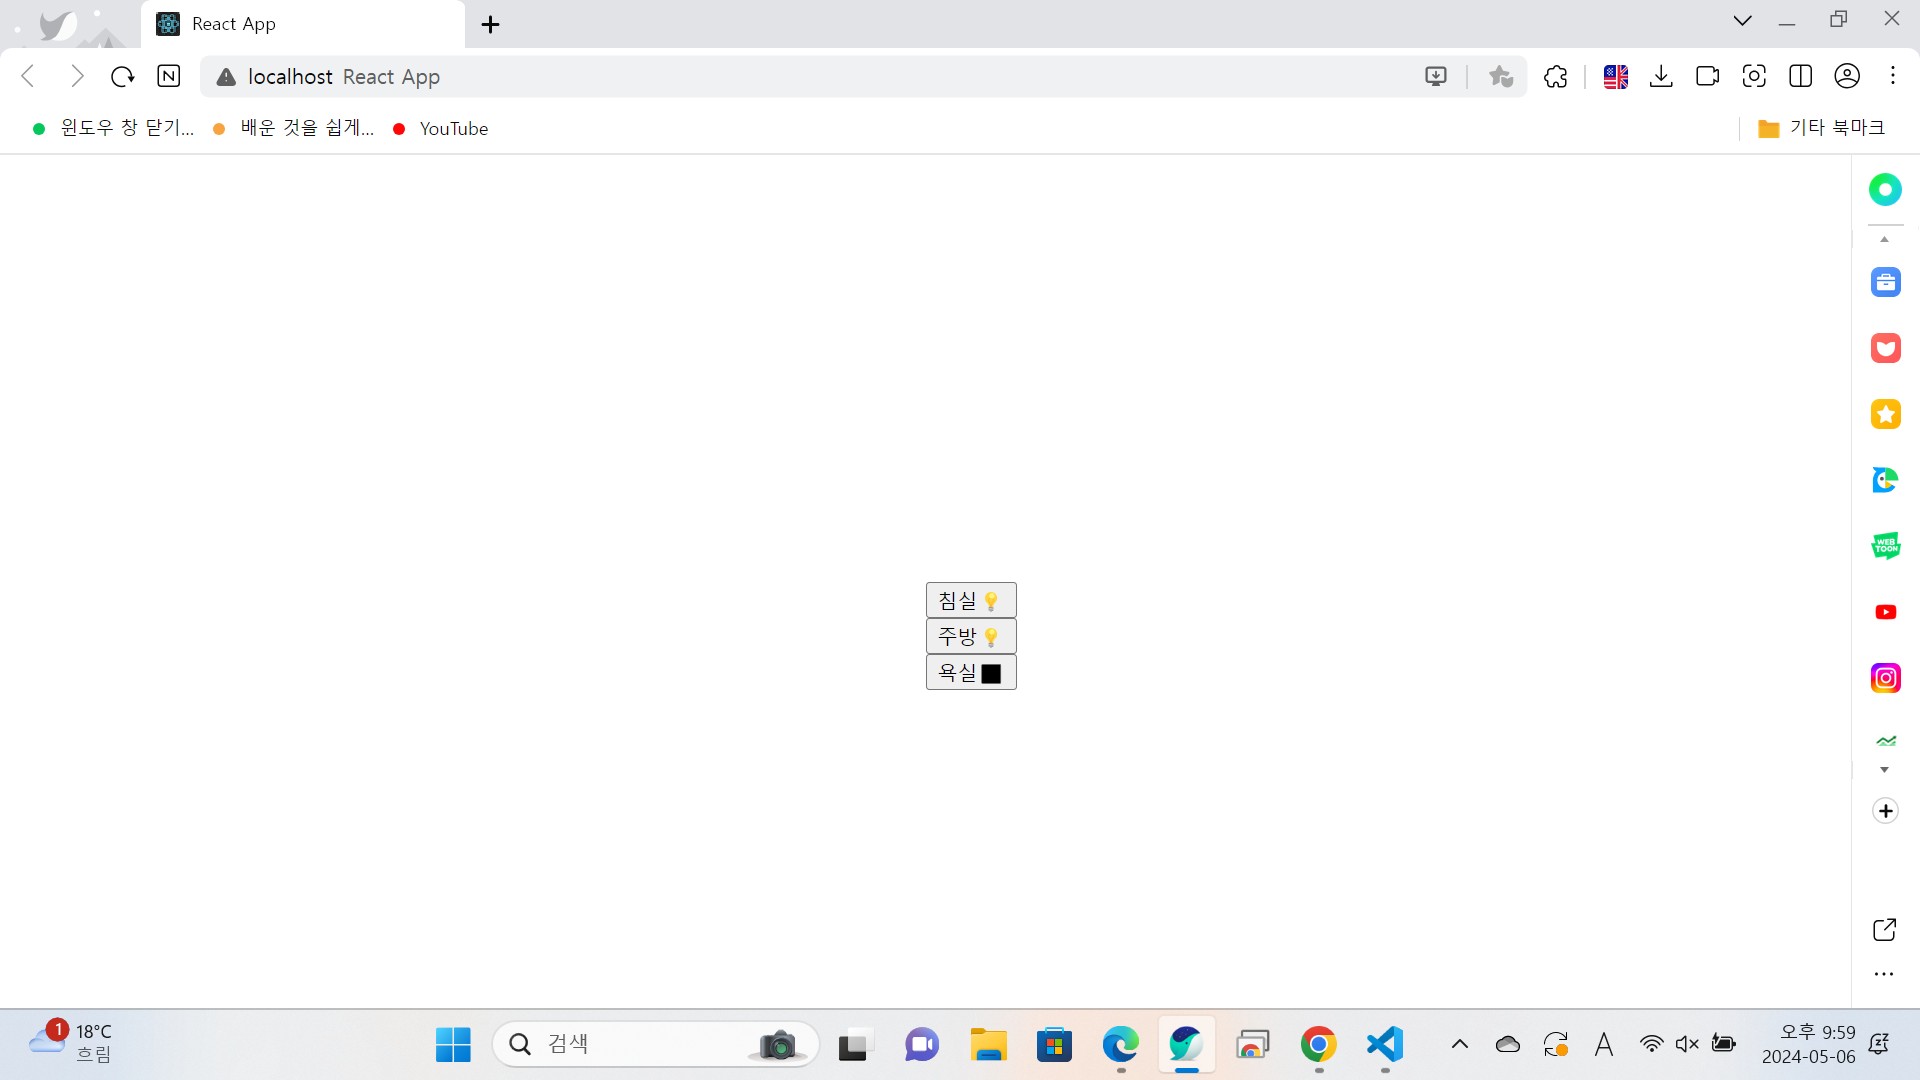 React App
localhost React App
윈도우 창 닫기...
배운 것을 쉽게...
YouTube
기타 북마크
WEB TOON
침실💡
주방💡
욕실⬛
1
18°C
흐림
검색
A
오후 9:59
2024-05-06